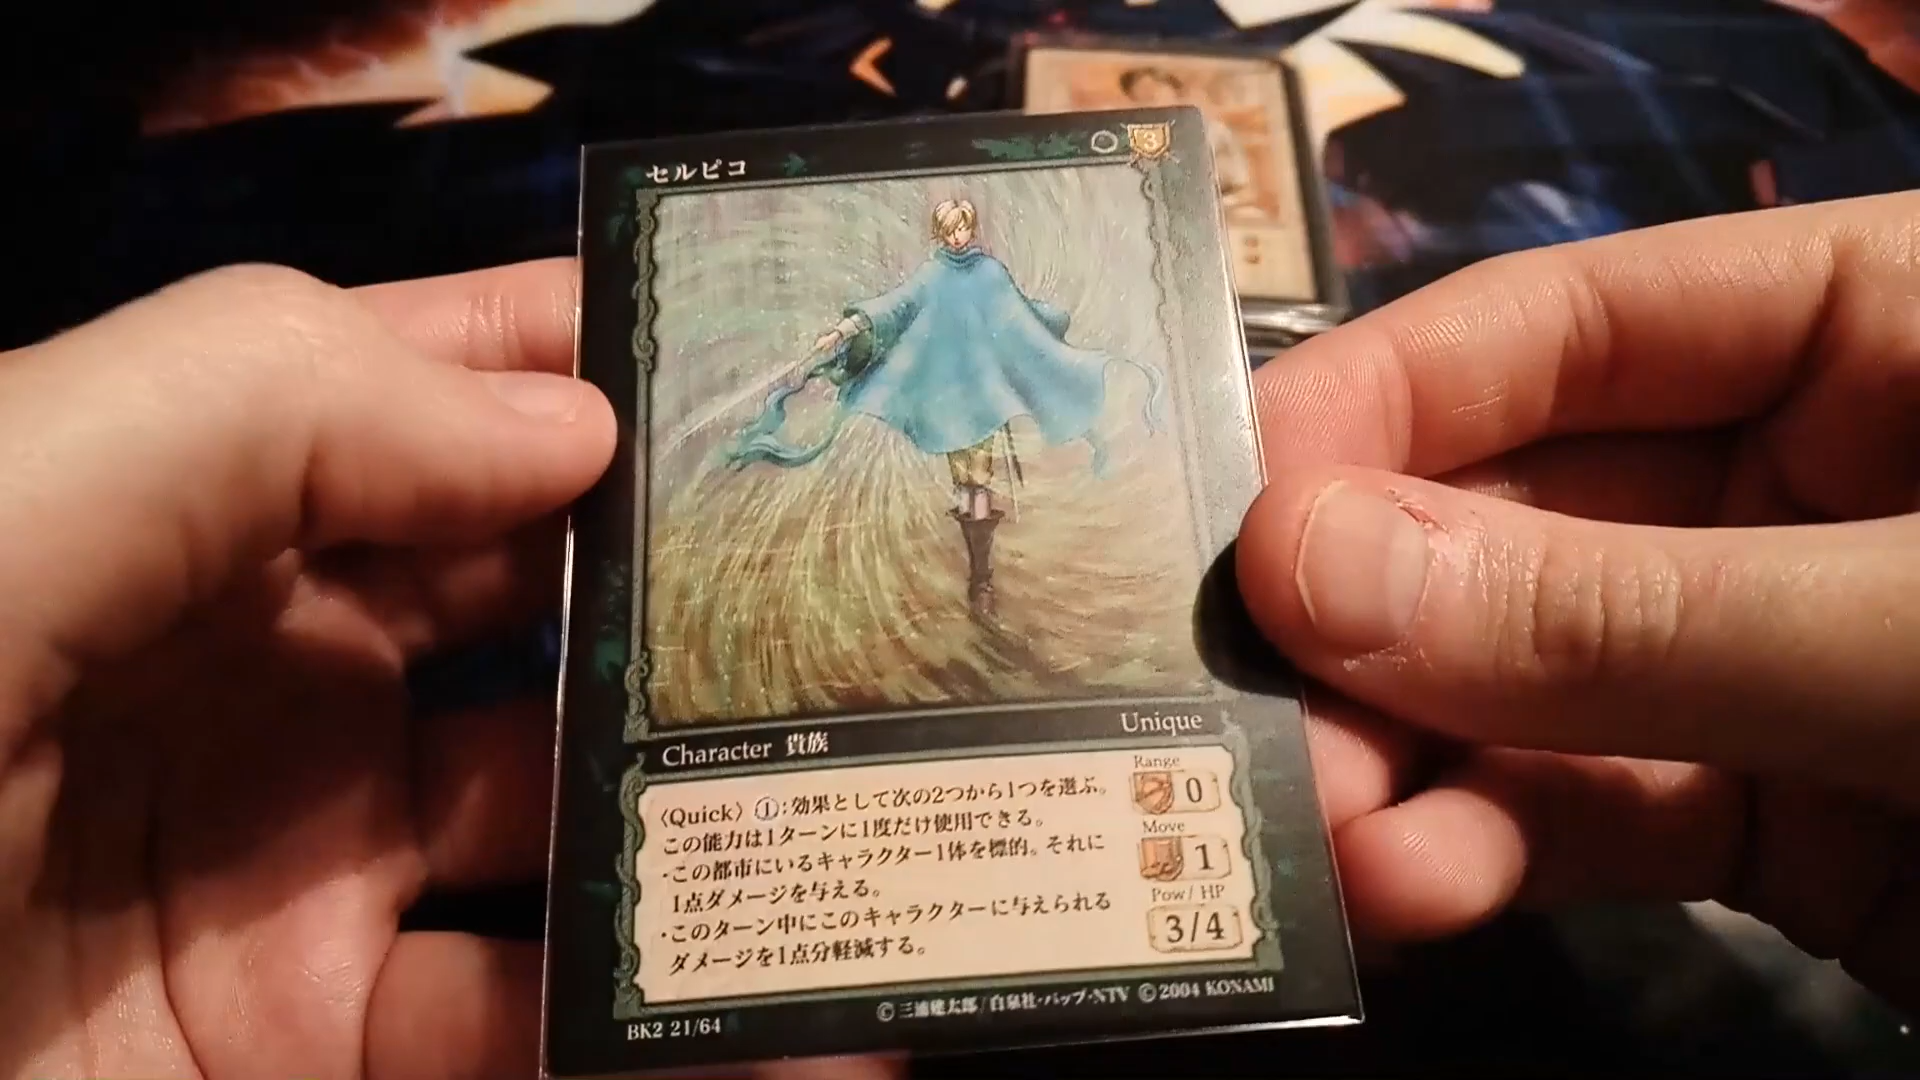 セルピコ
3
Character 貴族
Unique
〈Quick〉①:効果として次の2つから1つを選ぶ。
この能力は1ターンに1度だけ使用できる。
・この都市にいるキャラクター1体を標的。それに
1点ダメージを与える。
・このターン中にこのキャラクターに与えられる
ダメージを1点分軽減する。
Range
0
Move
1
Pow/HP
3/4
©三浦建太郎/白泉社・バップ・NTV ©2004 KONAMI
BK2 21/64